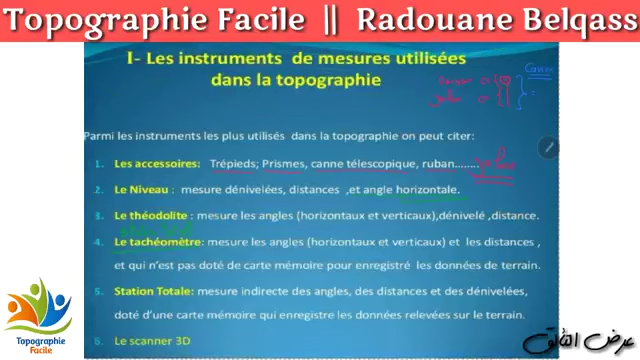 Topographie Facile || Radouane Belqass
I- Les instruments de mesures utilisées
dans la topographie
Parmi les instruments les plus utilisés dans la topographie on peut citer:
1. Les accessoires: Trépieds; Prismes, canne télescopique, ruban.......
2. Le Niveau : mesure dénivelées, distances ,et angle horizontale.
3. Le théodolite : mesure les angles (horizontaux et verticaux),dénivelé ,distance.
4. Le tachéomètre: mesure les angles (horizontaux et verticaux) et les distances ,
et qui n'est pas doté de carte mémoire pour enregistré les données de terrain.
5. Station Totale: mesure indirecte des angles, des distances et des dénivelées,
doté d'une carte mémoire qui enregistre les données relevées sur le terrain.
6. Le scanner 3D
Topographie
Facile
عرض التألق